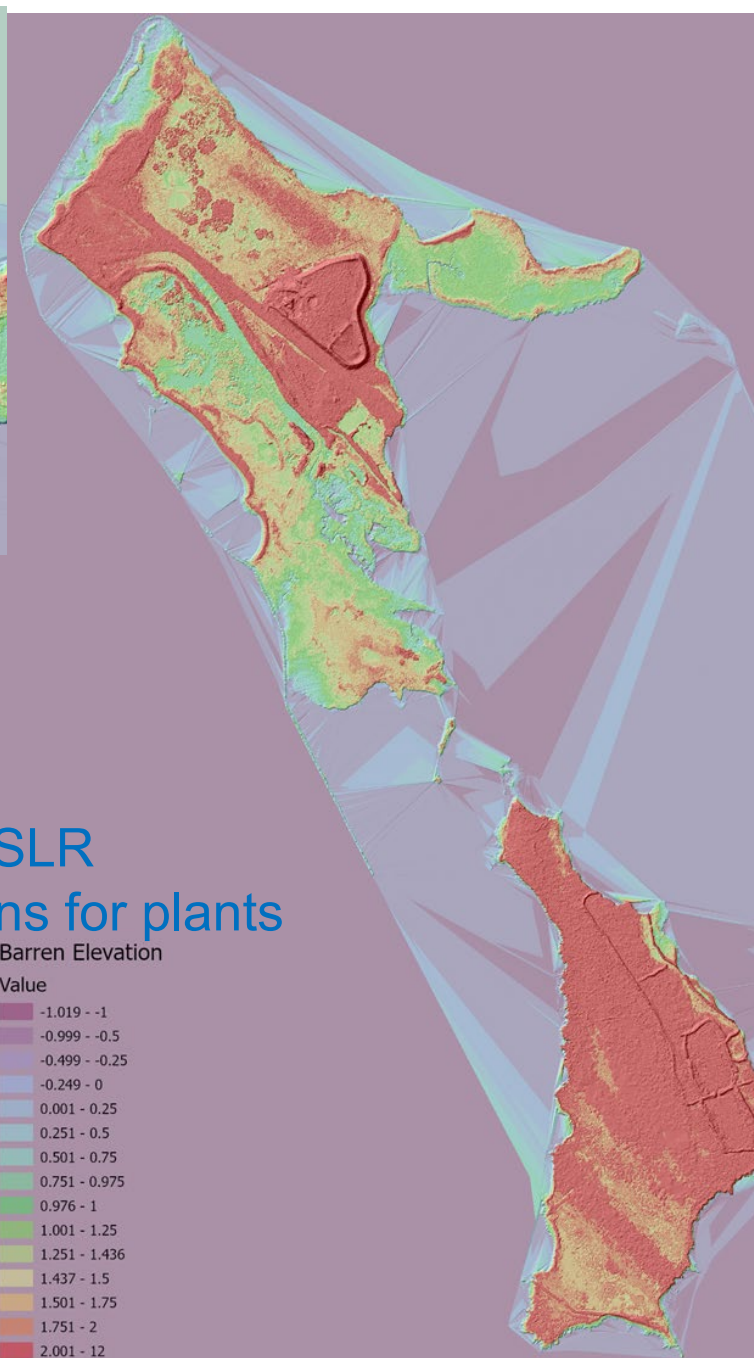 SLR
ns for plants
Barren Elevation
Value
-1.019 - -1
-0.999 - -0.5
-0.499 - -0.25
-0.249 - 0
0.001 - 0.25
0.251 - 0.5
0.501 - 0.75
0.751 - 0.975
0.976 - 1
1.001 - 1.25
1.251 - 1.436
1.437 - 1.5
1.501 - 1.75
1.751 - 2
2.001 - 12